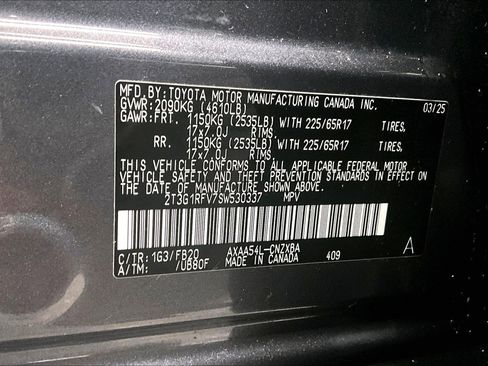 MFD.BY:TOYOTA MOTOR MANUFACTURING CANADA INC. 03/25
GVWR:2090KG (4610LB)
GAWR:FRT. 1150KG (2535LB) WITH 225/65R17 TIRES,
17x7.0J RIMS,
RR. 1150KG (2535LB) WITH 225/65R17 TIRES,
17x7.0J RIMS.
THIS VEHICLE CONFORMS TO ALL APPLICABLE FEDERAL MOTOR
VEHICLE SAFETY AND THEFT PREVENTION STANDARDS IN EFFECT
ON THE DATE OF MANUFACTURE SHOWN ABOVE.
2T3G1RFV7SW530337 MPV
C/TR: 1G3/FB20 AXAA54L-CNZXBA A
A/TM: /UB80F MADE IN CANADA 409